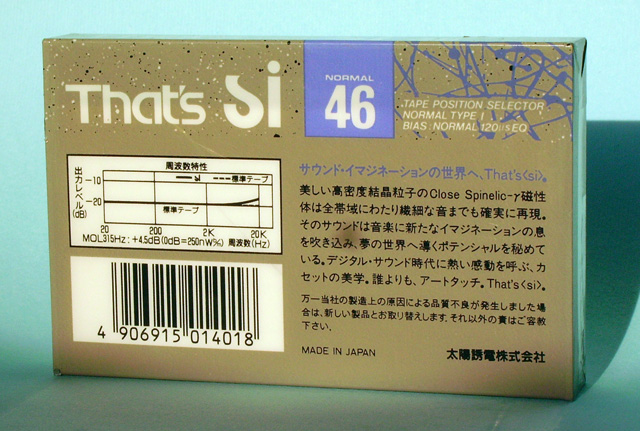 That's Si
NORMAL
46
TAPE POSITION SELECTOR
NORMAL TYPE I
BIAS: NORMAL 120μs EQ
周波数特性
出力レベル(dB)
Si
標準テープ
-10
-20
標準テープ
20 200 2K 20K
MOL315Hz:+4.5dB(0dB=250nW/m) 周波数(Hz)
4 906915 014018
サウンド・イマジネーションの世界へ、That's〈si〉。
美しい高密度結晶粒子のClose Spinelic-γ磁性
体は全帯域にわたり繊細な音までも確実に再現。
そのサウンドは音楽に新たなイマジネーションの息
を吹き込み、夢の世界へ導くポテンシャルを秘めて
いる。デジタル・サウンド時代に熱い感動を呼ぶ、カ
セットの美学。誰よりも、アートタッチ。That's〈si〉。
万一当社の製造上の原因による品質不良が発生しました場
合は、新しい製品とお取り替えします。それ以外の責はご容赦
下さい。
MADE IN JAPAN
太陽誘電株式会社